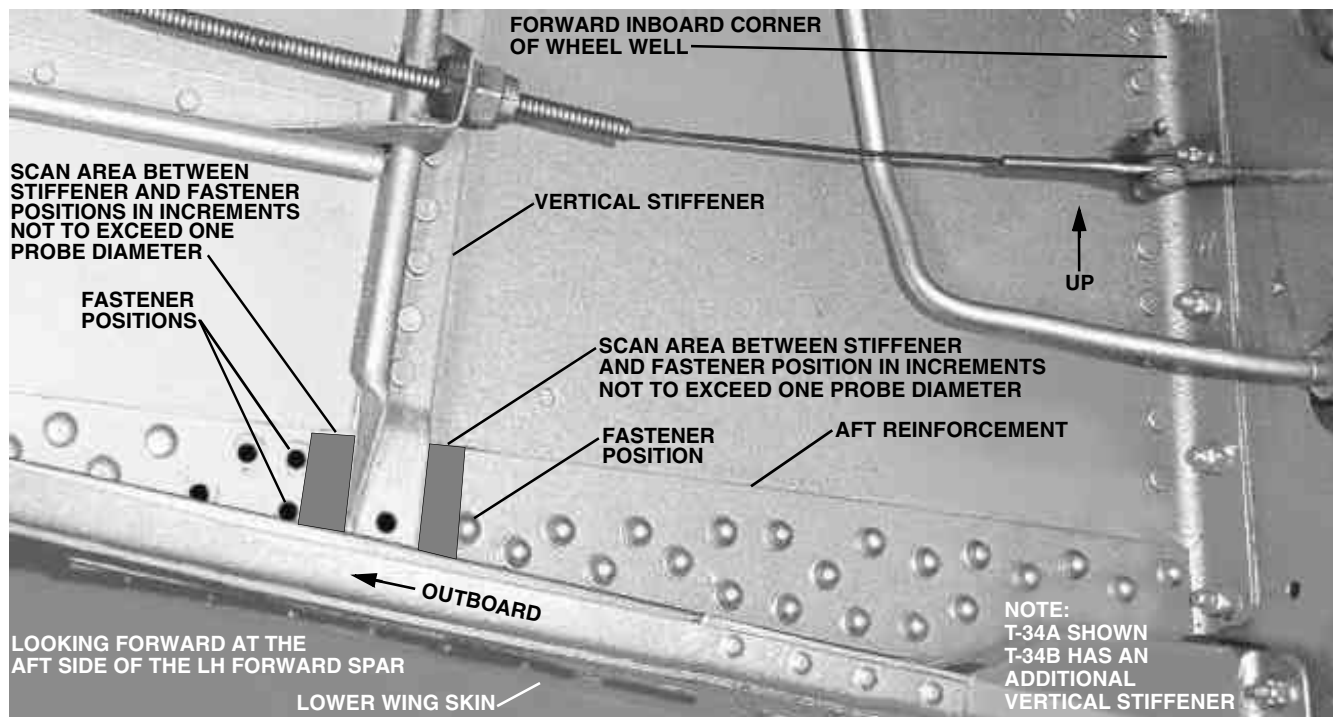 FORWARD INBOARD CORNER
OF WHEEL WELL
SCAN AREA BETWEEN
STIFFENER AND FASTENER
POSITIONS IN INCREMENTS
NOT TO EXCEED ONE
PROBE DIAMETER
VERTICAL STIFFENER
UP
FASTENER
POSITIONS
SCAN AREA BETWEEN STIFFENER
AND FASTENER POSITION IN INCREMENTS
NOT TO EXCEED ONE PROBE DIAMETER
FASTENER
POSITION
AFT REINFORCEMENT
OUTBOARD
LOOKING FORWARD AT THE
AFT SIDE OF THE LH FORWARD SPAR
LOWER WING SKIN
NOTE:
T-34A SHOWN
T-34B HAS AN
ADDITIONAL
VERTICAL STIFFENER